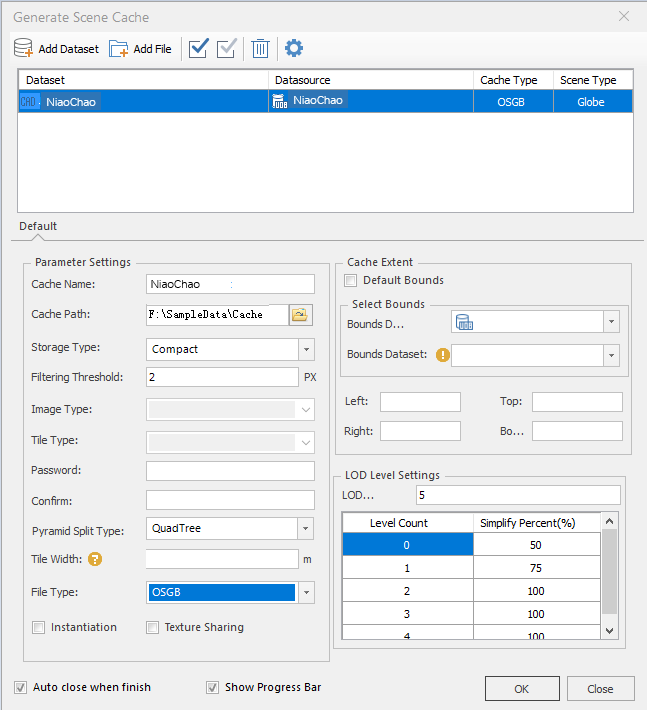 Generate Scene Cache
Add Dataset Add File
Dataset Datasource Cache Type Scene Type
CAD NiaoChao UDB NiaoChao OSGB Globe
Default
Parameter Settings
Cache Name: NiaoChao :
Cache Path: F:\SampleData\Cache
Storage Type: Compact
Filtering Threshold: 2 PX
Image Type:
Tile Type:
Password:
Confirm:
Pyramid Split Type: QuadTree
Tile Width: ? m
File Type: OSGB
Instantiation Texture Sharing
Cache Extent
Default Bounds
Select Bounds
Bounds D...
Bounds Dataset: !
Left: Top:
Right: Bo...
LOD Level Settings
LOD... 5
Level Count Simplify Percent(%)
0 50
1 75
2 100
3 100
4 100
Auto close when finish Show Progress Bar OK Close